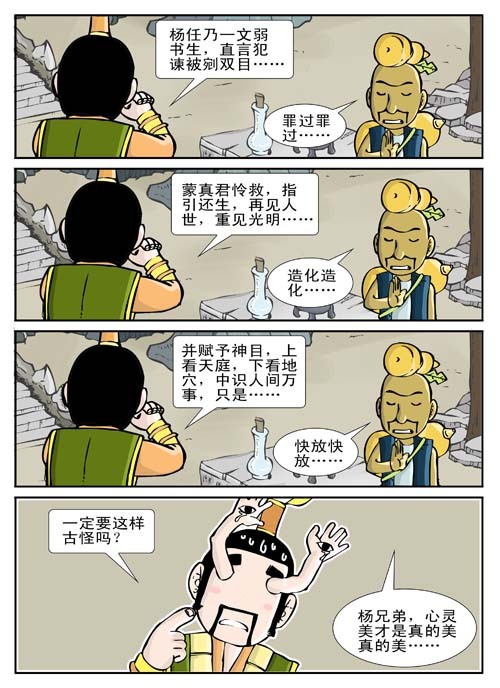 杨任乃一文弱
书生，直言犯
谏被剜双目……
罪过罪
过……
蒙真君怜救，指
引还生，再见人
世，重见光明……
造化造
化……
并赋予神目，上
看天庭，下看地
穴，中识人间万
事，只是……
快放快
放……
一定要这样
古怪吗？
杨兄弟，心灵
美才是真的美
真的美……